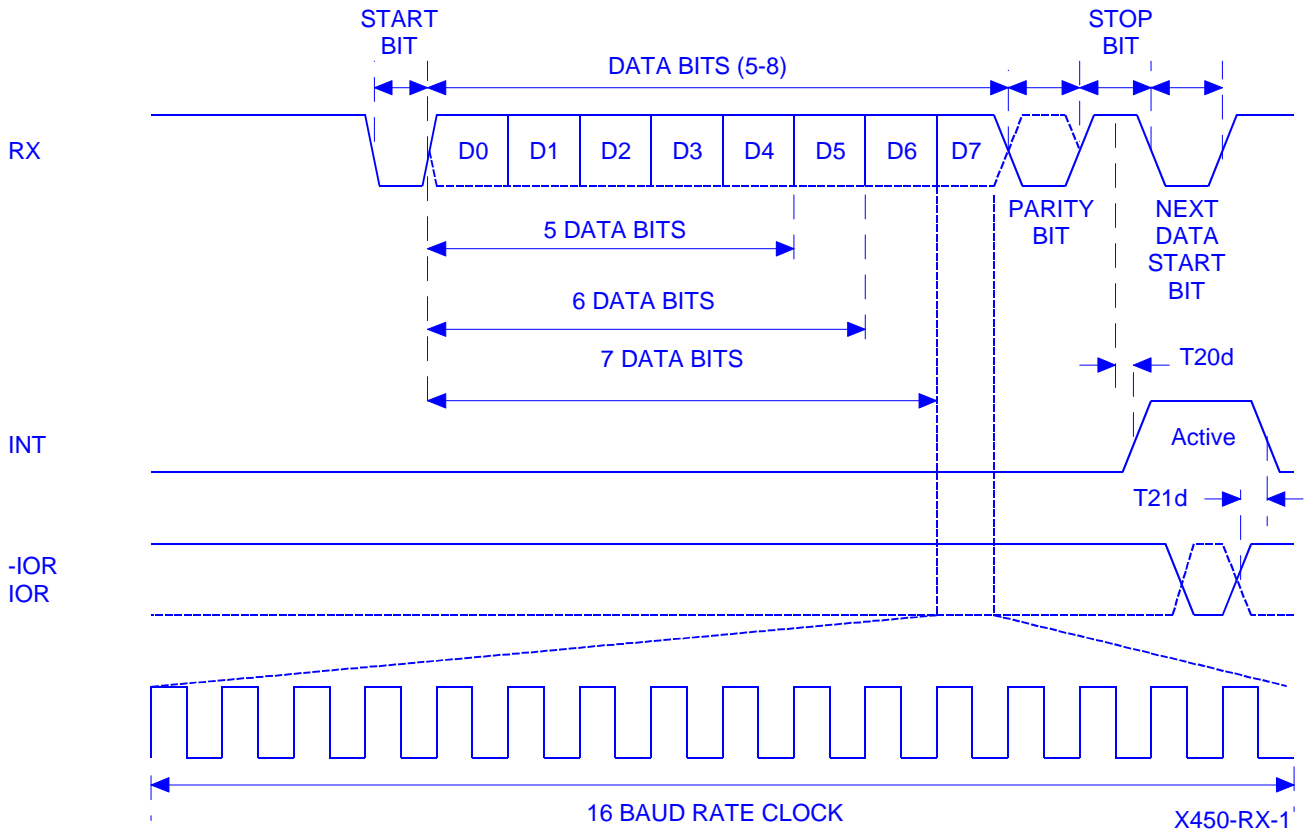 START
BIT
STOP
BIT
DATA BITS (5-8)
RX
D0 D1 D2 D3 D4 D5 D6 D7
PARITY
BIT
NEXT
DATA
START
BIT
5 DATA BITS
6 DATA BITS
7 DATA BITS
T20d
INT
Active
T21d
-IOR
IOR
16 BAUD RATE CLOCK
X450-RX-1